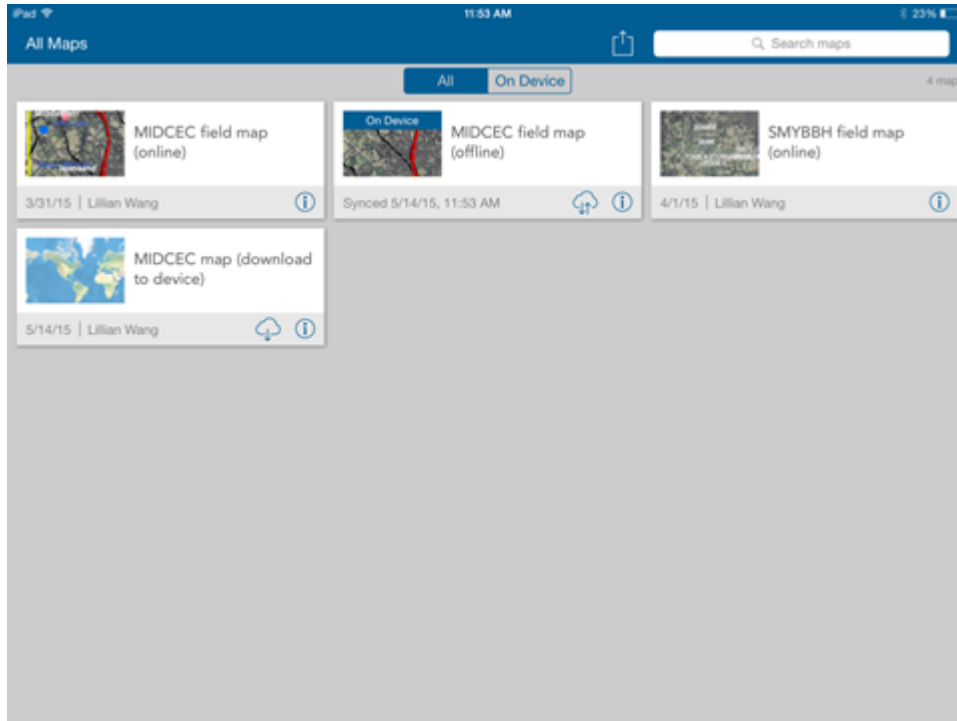 iPad
11:53 AM
23%
All Maps
Search maps
All
On Device
4 map
MIDCEC field map
(online)
3/31/15 | Lillian Wang
On Device
MIDCEC field map
(offline)
Synced 5/14/15, 11:53 AM
SMYBBH field map
(online)
4/1/15 | Lillian Wang
MIDCEC map (download
to device)
5/14/15 | Lillian Wang